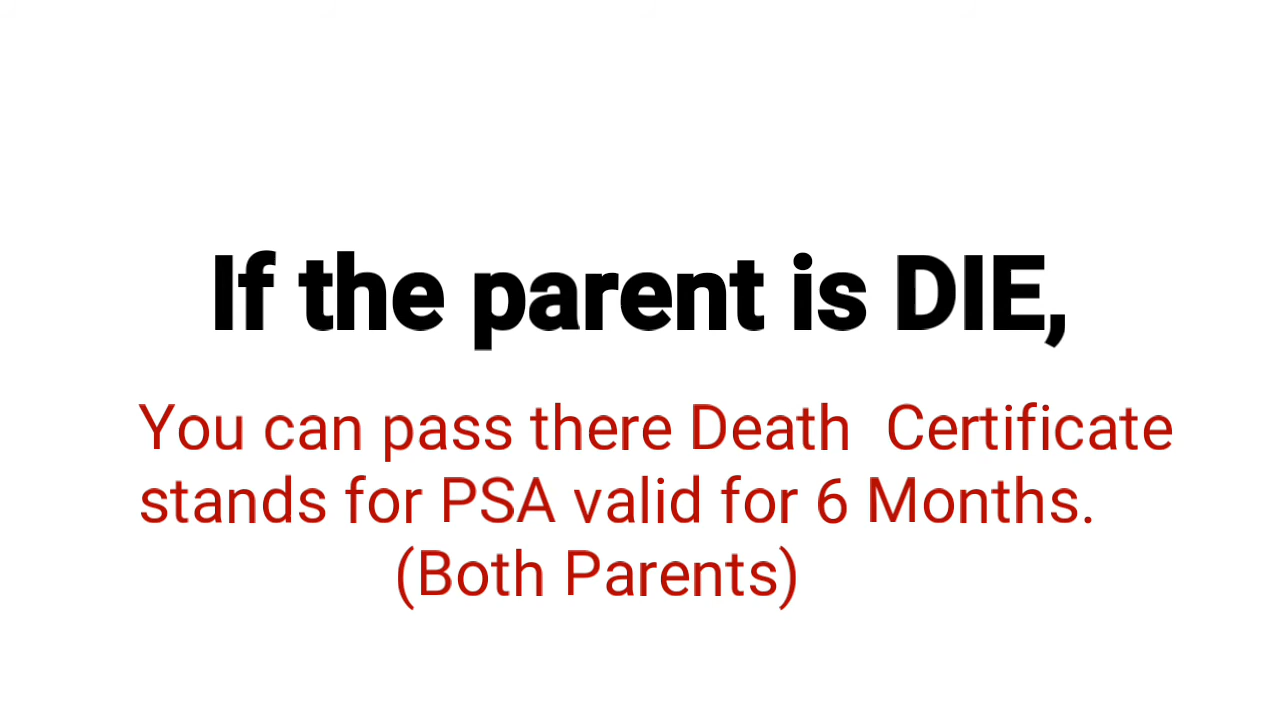 If the parent is DIE,
You can pass there Death  Certificate
stands for PSA valid for 6 Months.
(Both Parents)